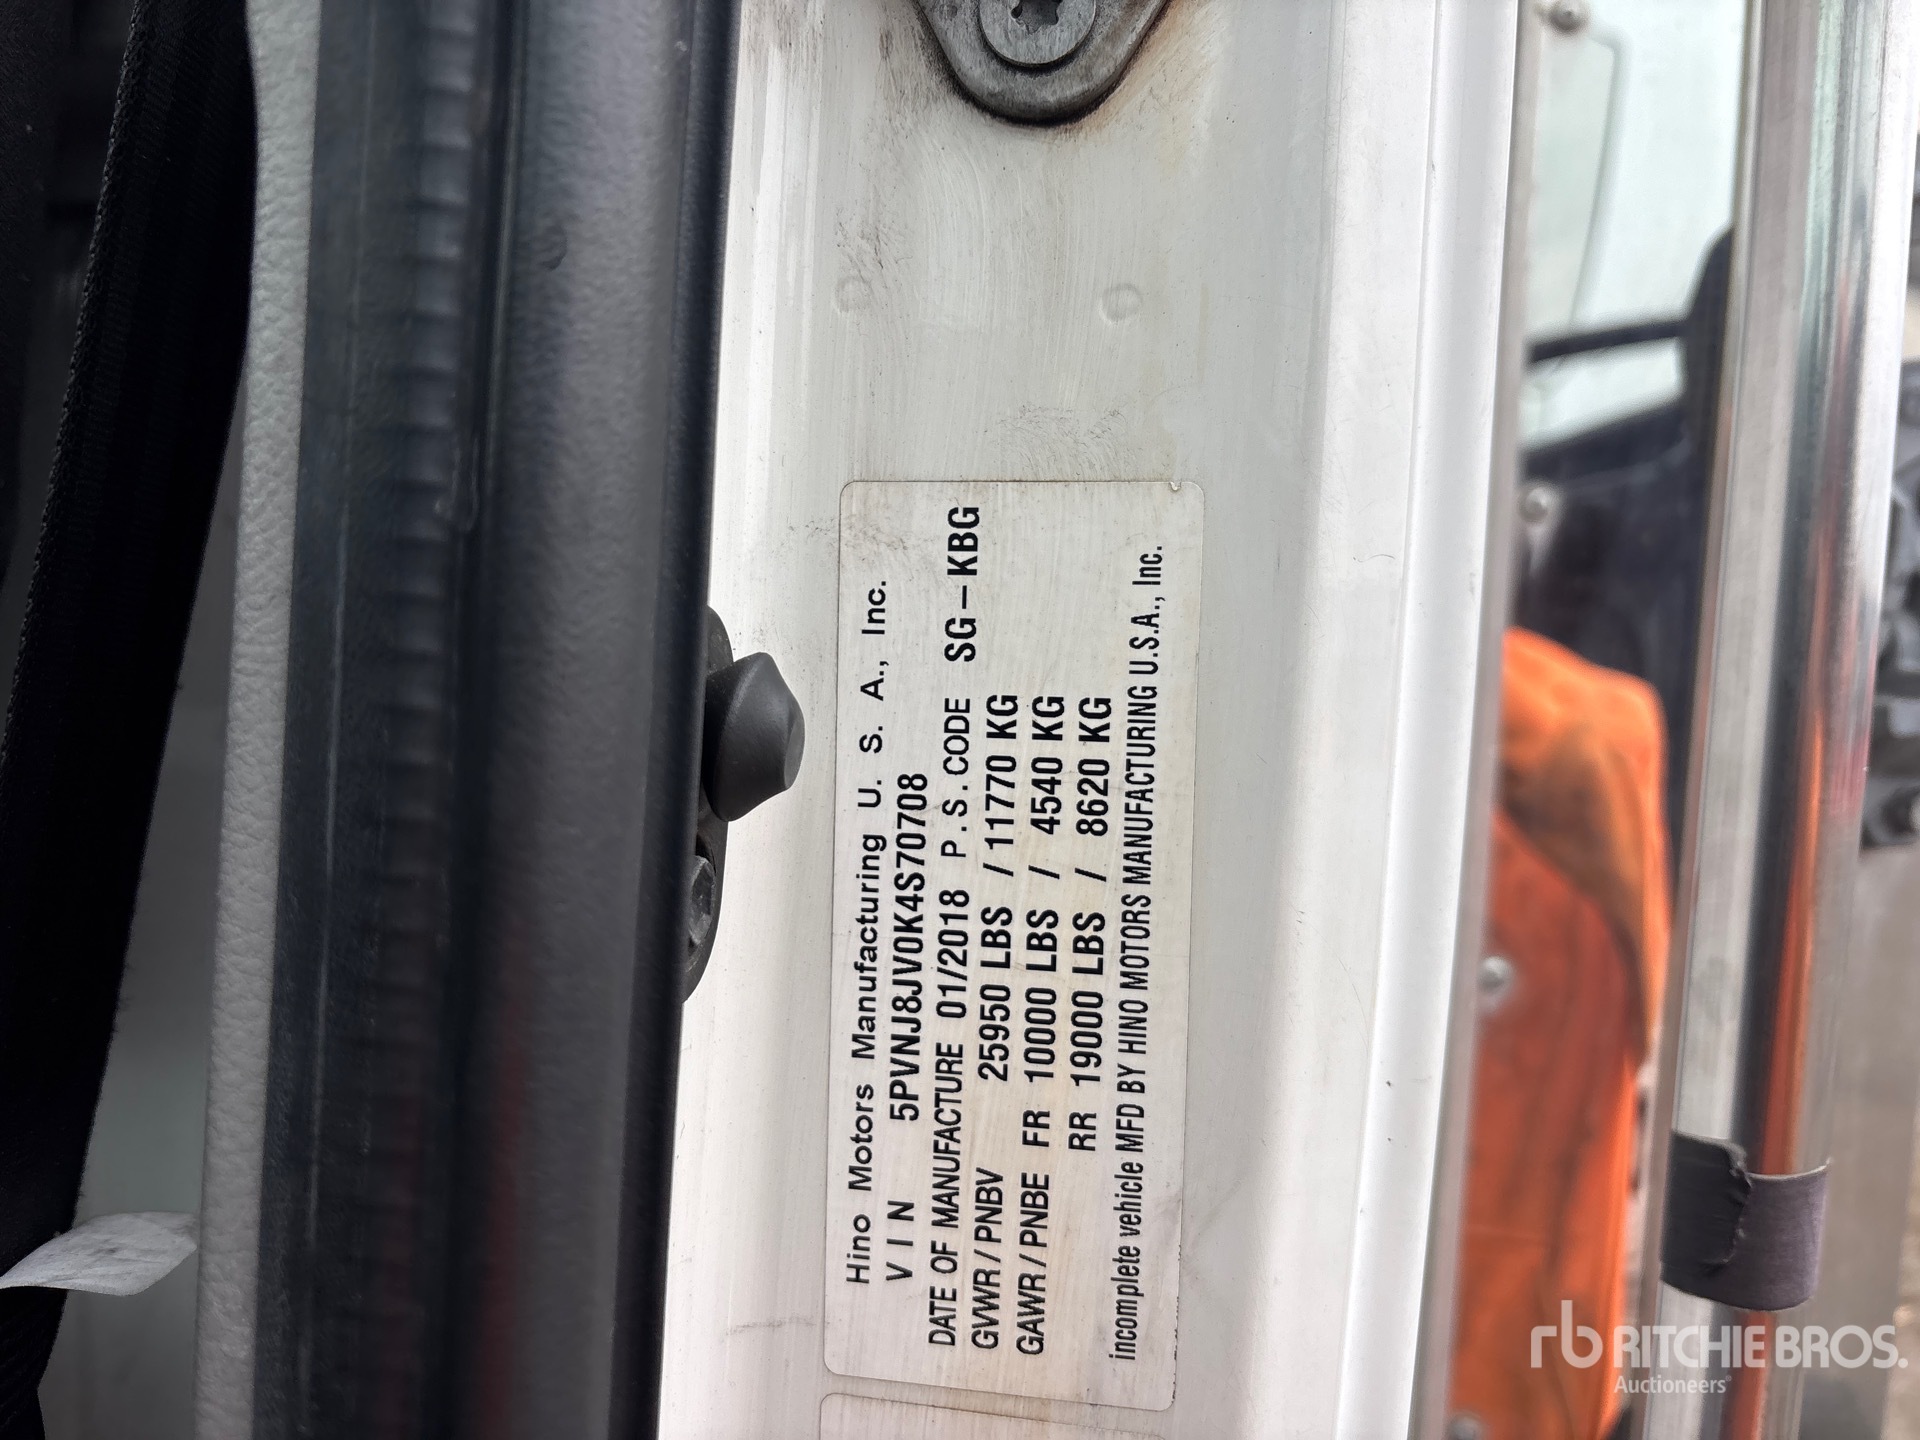 Hino Motors Manufacturing U. S. A., Inc.
VIN 5PVNJ8JV0K4S70708
DATE OF MANUFACTURE 01/2018 P.S.CODE SG-KBG
GVWR/PNBV 25950 LBS /11770 KG
GAWR/PNBE FR 10000 LBS / 4540 KG
RR 19000 LBS / 8620 KG
incomplete vehicle MFD BY HINO MOTORS MANUFACTURING U.S.A., Inc.
rb RITCHIE BROS.
Auctioneers